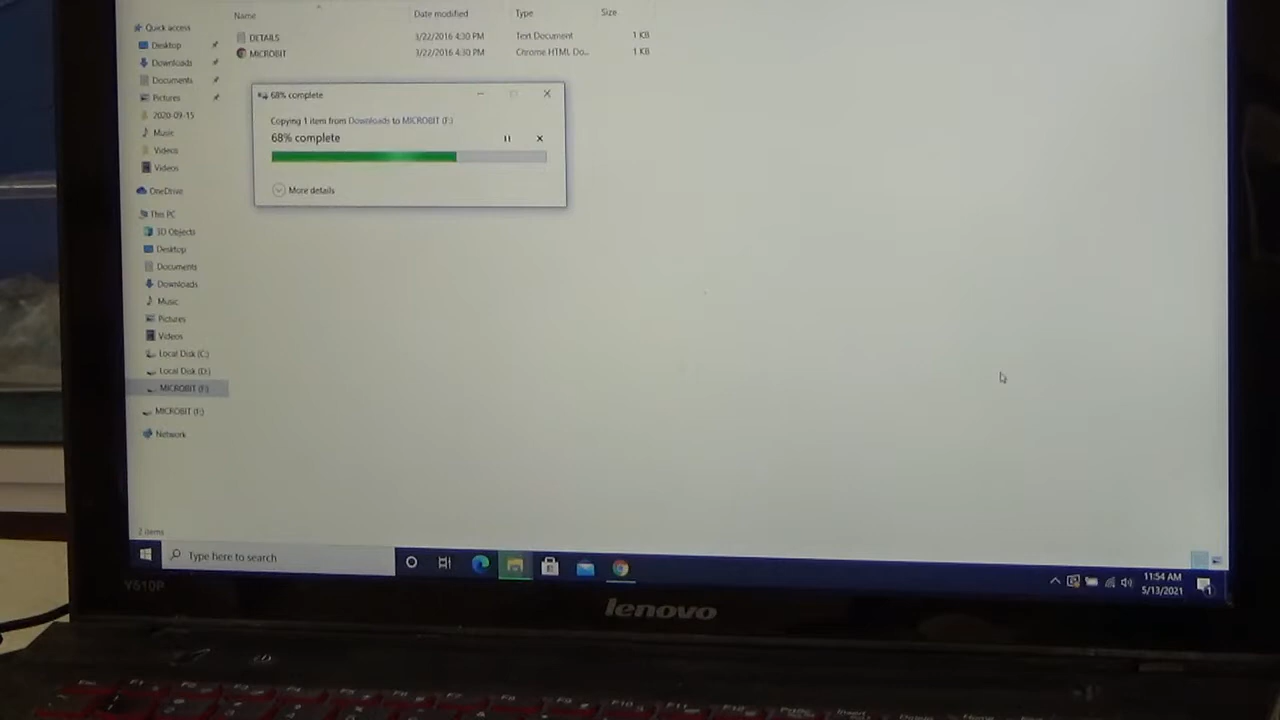 Name Date modified Type Size
Quick access
DETAILS 3/22/2016 4:30 PM Text Document 1 KB
Desktop
MICROBIT 3/22/2016 4:30 PM Chrome HTML Do... 1 KB
Downloads
Documents
Pictures
2020-09-15
Music
Videos
Videos
OneDrive
This PC
3D Objects
Desktop
Documents
Downloads
Music
Pictures
Videos
Local Disk (C:)
Local Disk (D:)
MICROBIT (F:)
MICROBIT (F:)
Network
2 items
68% complete
Copying 1 item from Downloads to MICROBIT (F:)
68% complete
More details
Type here to search
11:54 AM
5/13/2021
1
Y510P
lenovo